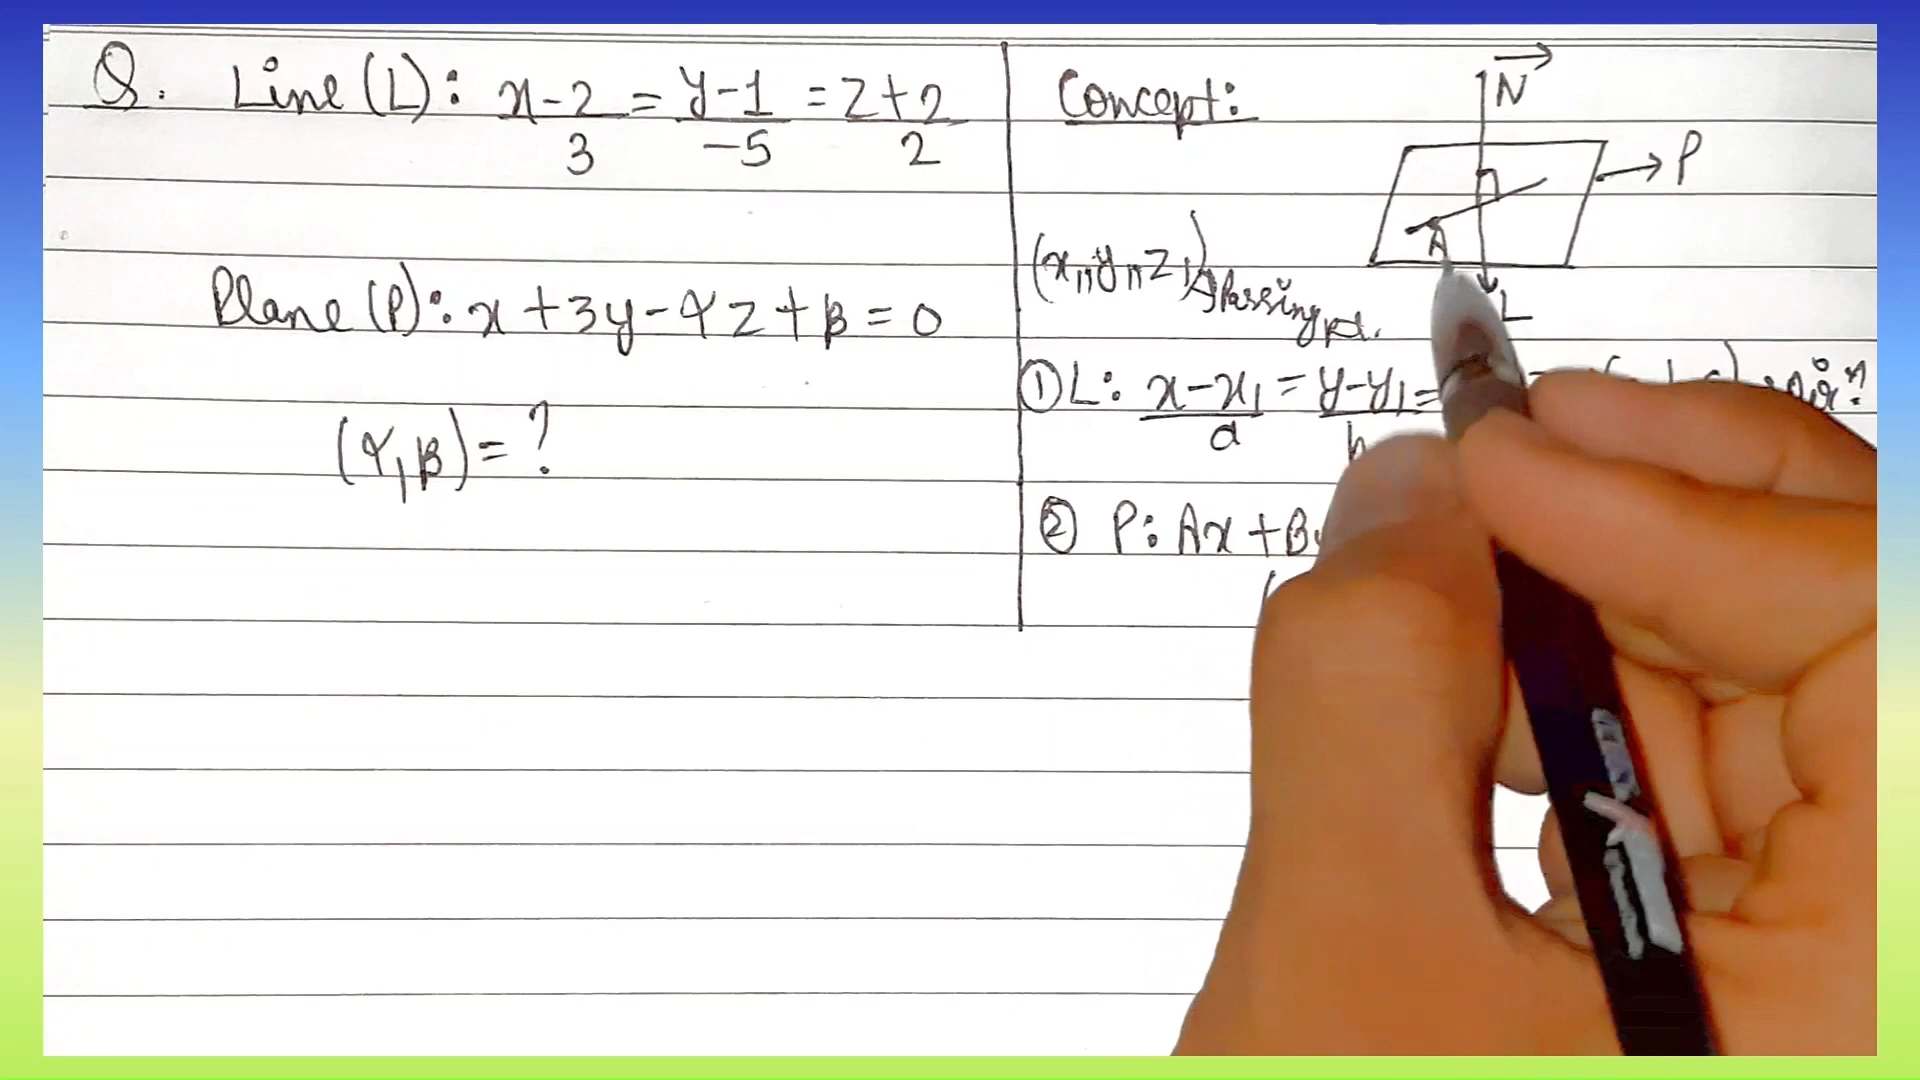 Q. Line (L): x-2/3 = y-1/-5 = z+2/2
Plane (P): x + 3y - αz + β = 0
(α, β) = ?
Concept:
N
P
A
L
(x₁, y₁, z₁) → Passing pt.
① L: x-x₁/a = y-y₁/b =
② P: Ax + By